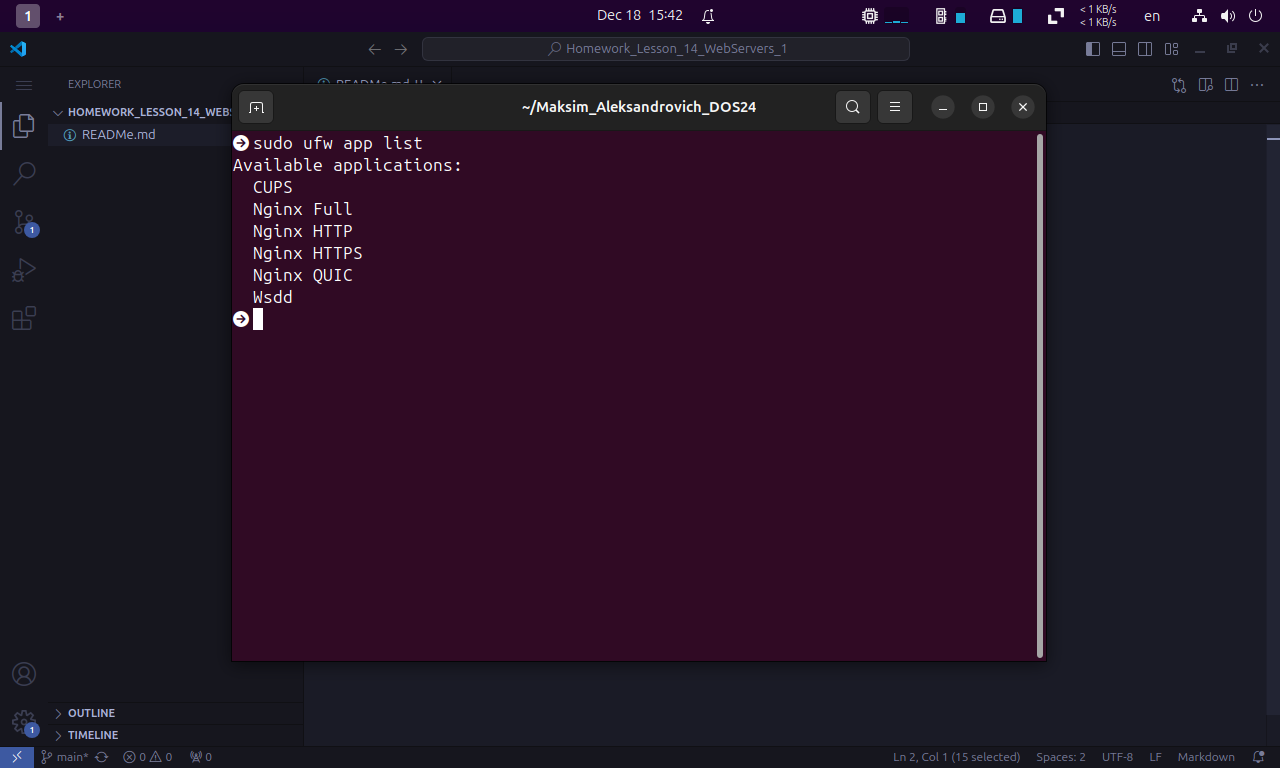 1 + Dec 18 15:42 < 1 KB/s < 1 KB/s en
Homework_Lesson_14_WebServers_1
EXPLORER
HOMEWORK_LESSON_14_WEBS
READMe.md
~/Maksim_Aleksandrovich_DOS24
sudo ufw app list
Available applications:
CUPS
Nginx Full
Nginx HTTP
Nginx HTTPS
Nginx QUIC
Wsdd
1
1
OUTLINE
TIMELINE
main* 0 0 0 Ln 2, Col 1 (15 selected) Spaces: 2 UTF-8 LF Markdown